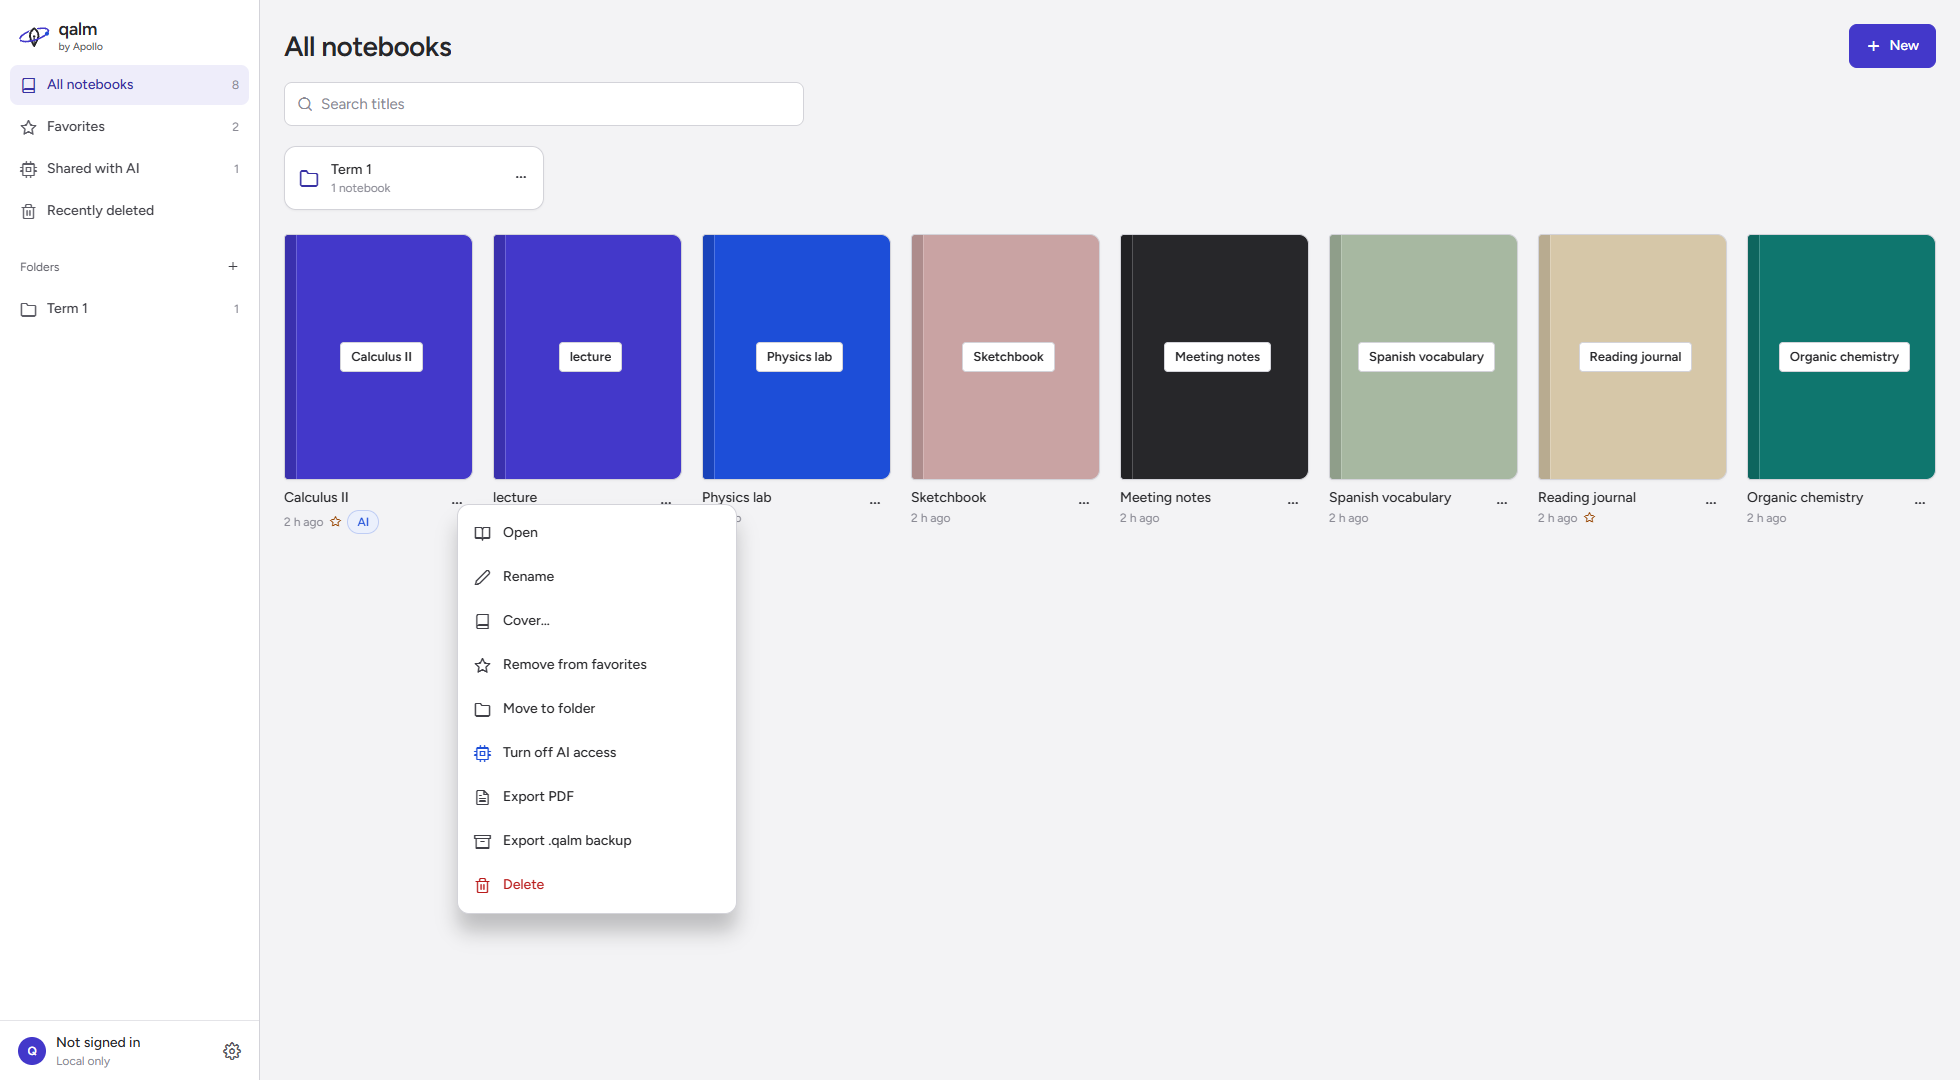 qalm
by Apollo
All notebooks 8
Favorites 2
Shared with AI 1
Recently deleted
Folders +
Term 1 1
Not signed in
Local only
Q
All notebooks
+ New
Search titles
Term 1
1 notebook
...
Calculus II
lecture
Physics lab
Sketchbook
Meeting notes
Spanish vocabulary
Reading journal
Organic chemistry
Calculus II ...
2 h ago AI
lecture ...
Physics lab ...
Sketchbook ...
2 h ago
Meeting notes ...
2 h ago
Spanish vocabulary ...
2 h ago
Reading journal ...
2 h ago
Organic chemistry ...
2 h ago
Open
Rename
Cover...
Remove from favorites
Move to folder
Turn off AI access
Export PDF
Export .qalm backup
Delete